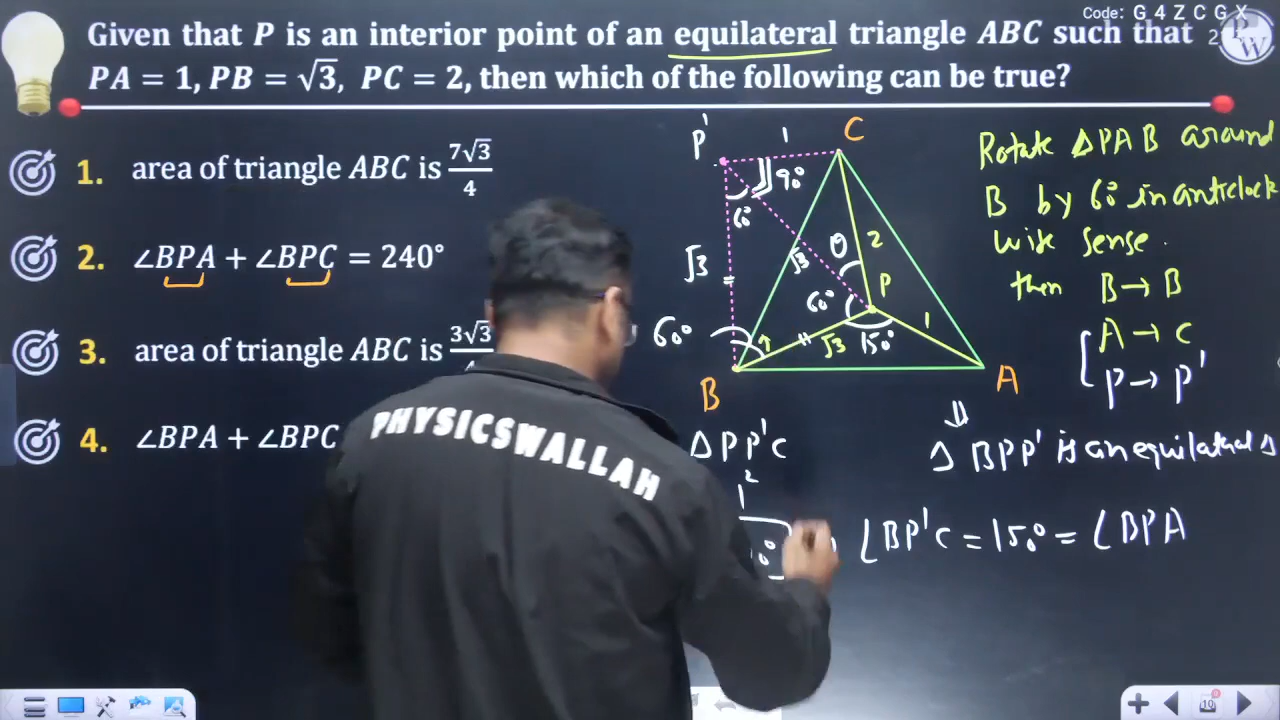 Code: G 4 Z C G X
Given that P is an interior point of an equilateral triangle ABC such that
PA = 1, PB = √3, PC = 2, then which of the following can be true?
1. area of triangle ABC is 7√3/4
2. ∠BPA + ∠BPC = 240°
3. area of triangle ABC is 3√3
4. ∠BPA + ∠BPC
P'
1
C
90°
60°
√3
√3
θ
2
P
60°
60°
√3
150°
1
B
A
Rotate ΔPAB around
B by 60° in anticlock
wise sense.
then B → B
A → C
P → P'
⇓
Δ BPP' is an equilateral Δ
Δ PP'C
1²
∠BP'C = 150° = ∠BPA
PHYSICSWALLAH
10